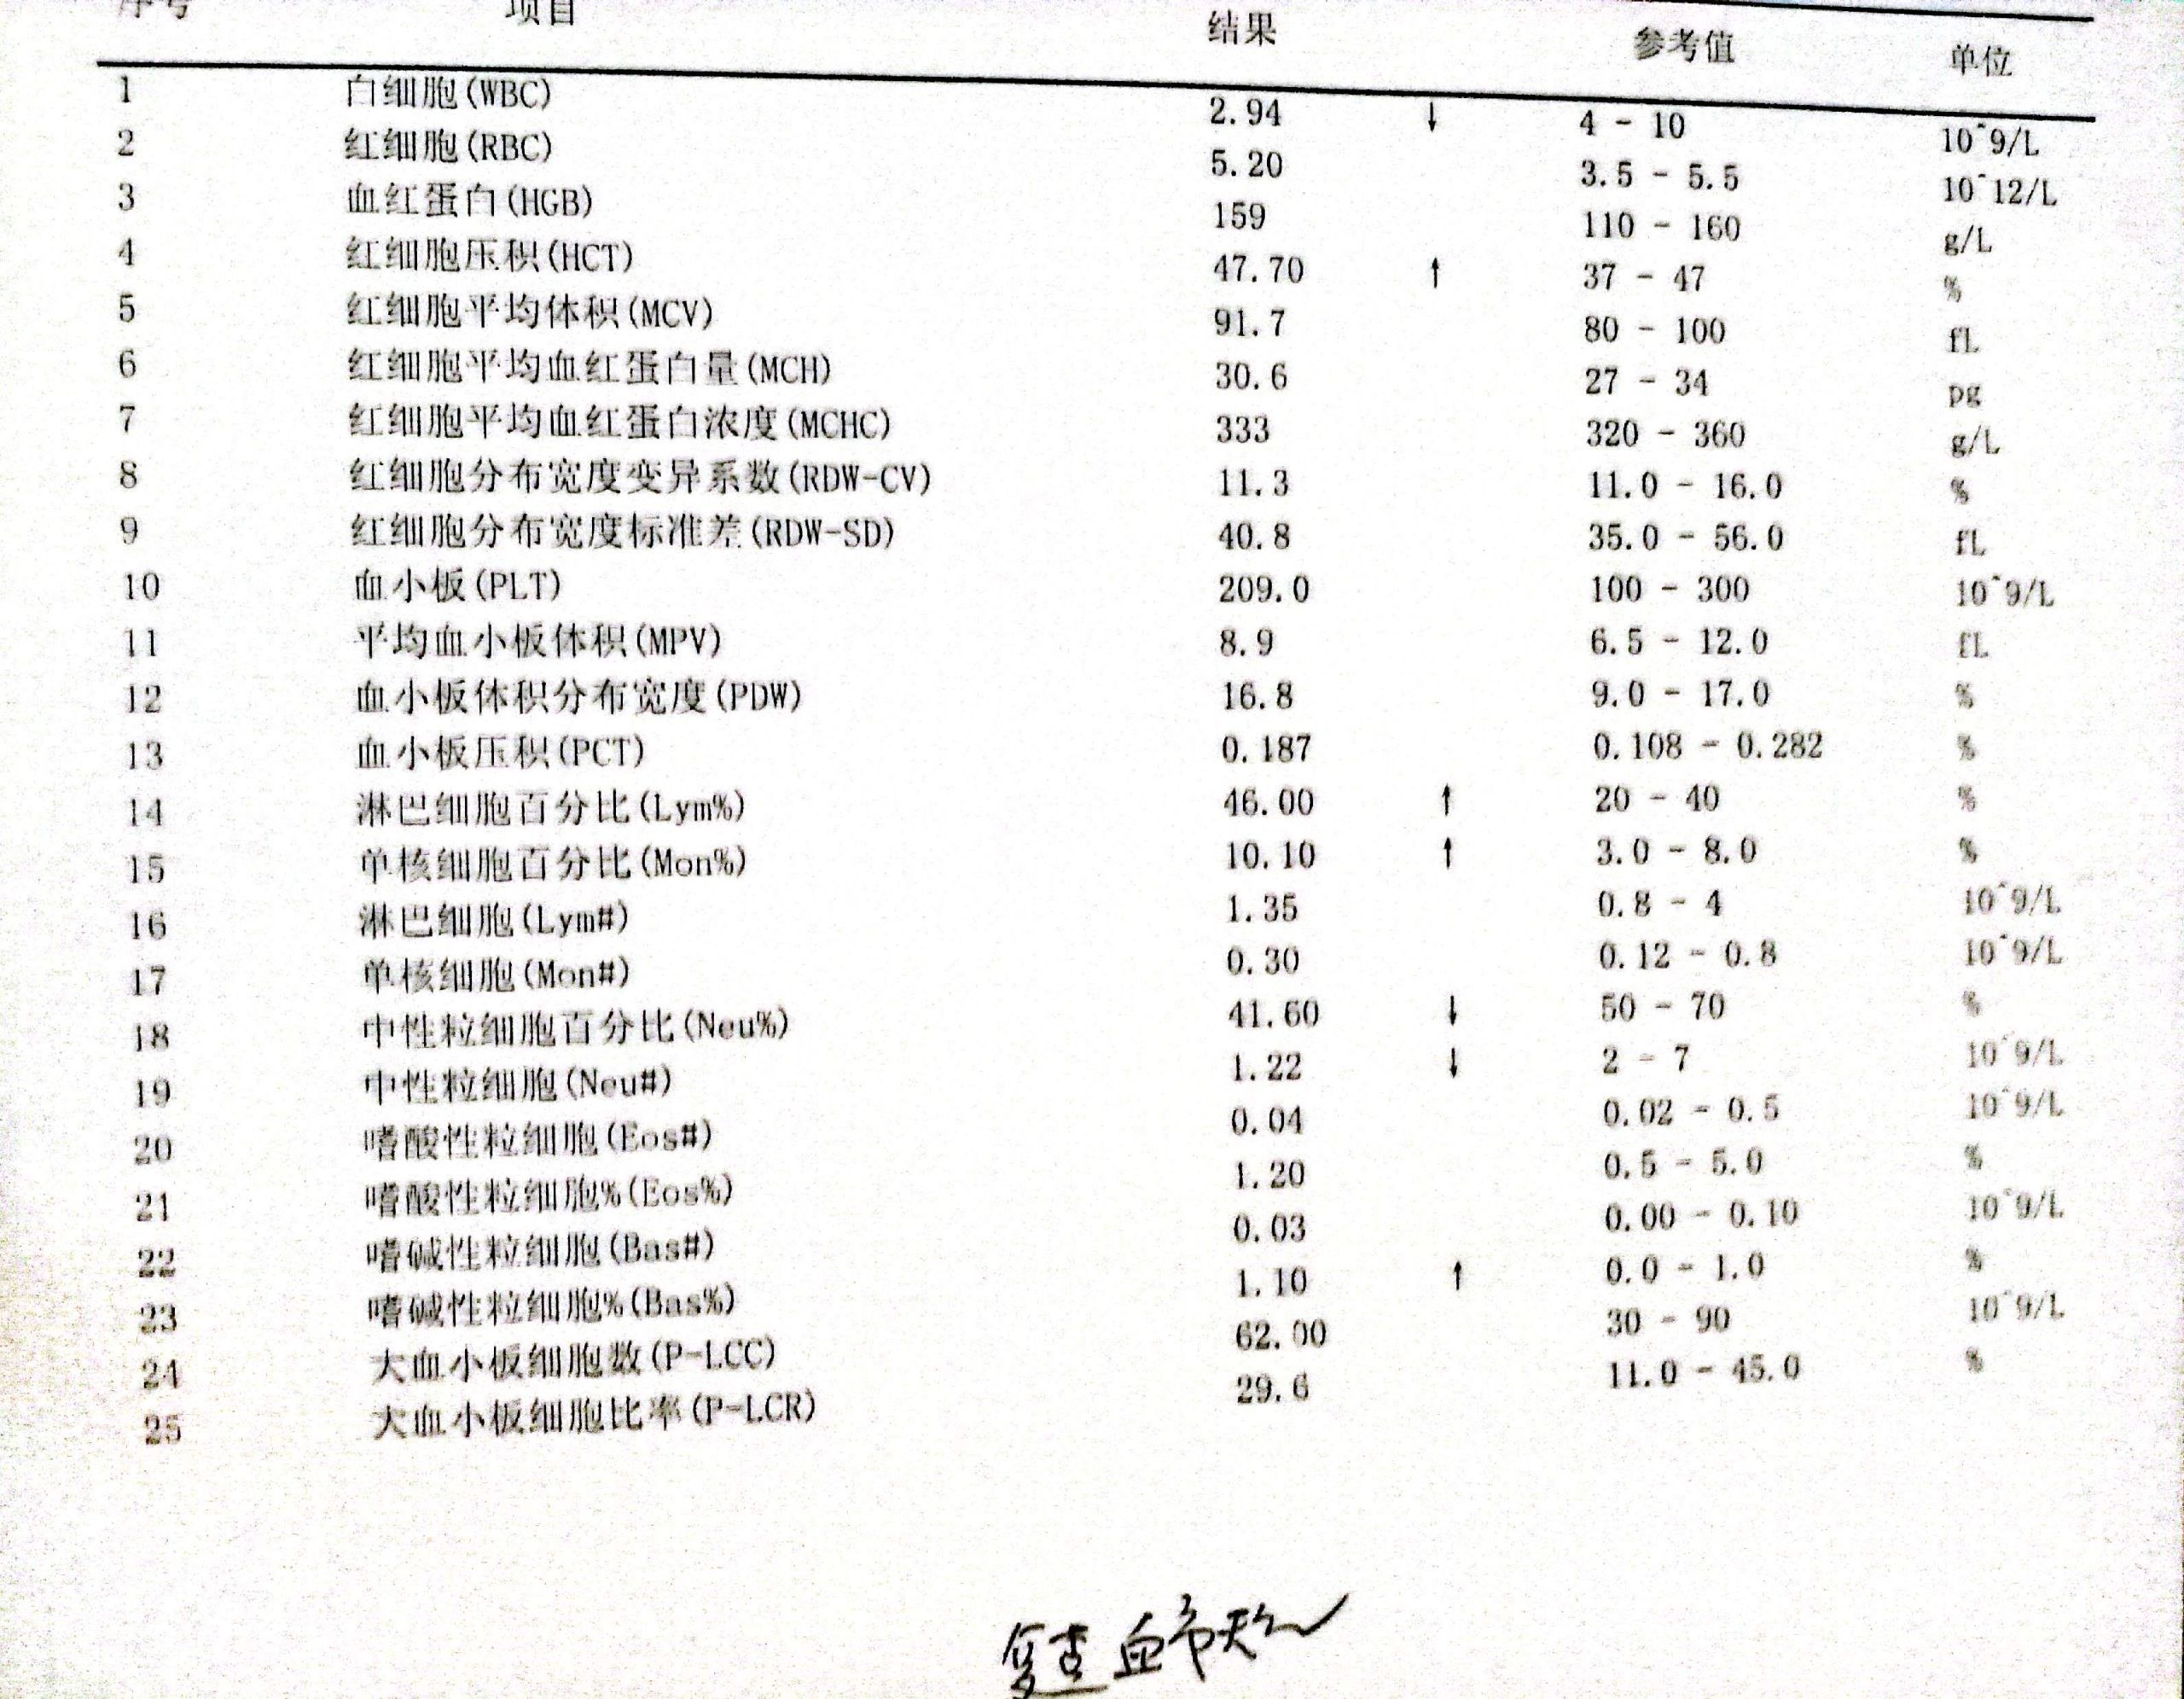 序号 项目 结果 参考值 单位
1 白细胞(WBC) 2.94 ↓ 4 - 10 10^9/L
2 红细胞(RBC) 5.20 3.5 - 5.5 10^12/L
3 血红蛋白(HGB) 159 110 - 160 g/L
4 红细胞压积(HCT) 47.70 ↑ 37 - 47 %
5 红细胞平均体积(MCV) 91.7 80 - 100 fL
6 红细胞平均血红蛋白量(MCH) 30.6 27 - 34 pg
7 红细胞平均血红蛋白浓度(MCHC) 333 320 - 360 g/L
8 红细胞分布宽度变异系数(RDW-CV) 11.3 11.0 - 16.0 %
9 红细胞分布宽度标准差(RDW-SD) 40.8 35.0 - 56.0 fL
10 血小板(PLT) 209.0 100 - 300 10^9/L
11 平均血小板体积(MPV) 8.9 6.5 - 12.0 fL
12 血小板体积分布宽度(PDW) 16.8 9.0 - 17.0 %
13 血小板压积(PCT) 0.187 0.108 - 0.282 %
14 淋巴细胞百分比(Lym%) 46.00 ↑ 20 - 40 %
15 单核细胞百分比(Mon%) 10.10 ↑ 3.0 - 8.0 %
16 淋巴细胞(Lym#) 1.35 0.8 - 4 10^9/L
17 单核细胞(Mon#) 0.30 0.12 - 0.8 10^9/L
18 中性粒细胞百分比(Neu%) 41.60 ↓ 50 - 70 %
19 中性粒细胞(Neu#) 1.22 ↓ 2 - 7 10^9/L
20 嗜酸性粒细胞(Eos#) 0.04 0.02 - 0.5 10^9/L
21 嗜酸性粒细胞%(Eos%) 1.20 0.5 - 5.0 %
22 嗜碱性粒细胞(Bas#) 0.03 0.00 - 0.10 10^9/L
23 嗜碱性粒细胞%(Bas%) 1.10 ↑ 0.0 - 1.0 %
24 大血小板细胞数(P-LCC) 62.00 30 - 90 10^9/L
25 大血小板细胞比率(P-LCR) 29.6 11.0 - 45.0 %
复查血常规